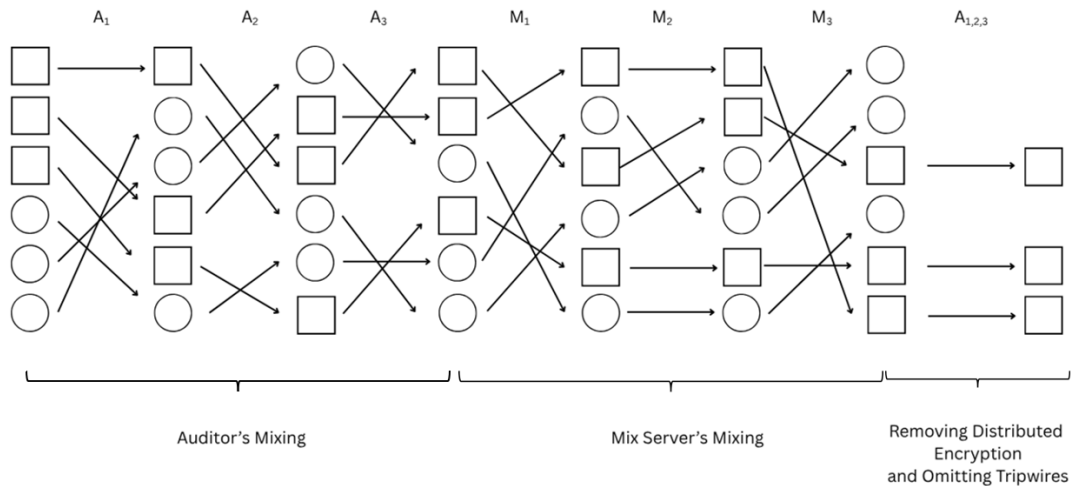 A₁ A₂ A₃ M₁ M₂ M₃ A₁,₂,₃
Auditor's Mixing
Mix Server's Mixing
Removing Distributed
Encryption
and Omitting Tripwires